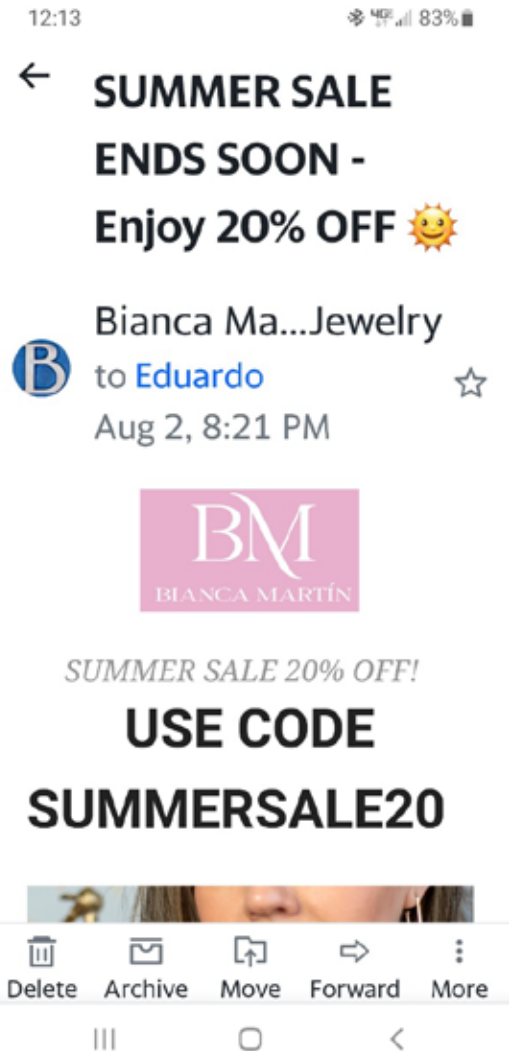 12:13 4GE 83%
SUMMER SALE
ENDS SOON -
Enjoy 20% OFF 🌞
Bianca Ma...Jewelry
B
to Eduardo
Aug 2, 8:21 PM
BM
BIANCA MARTÍN
SUMMER SALE 20% OFF!
USE CODE
SUMMERSALE20
Delete Archive Move Forward More